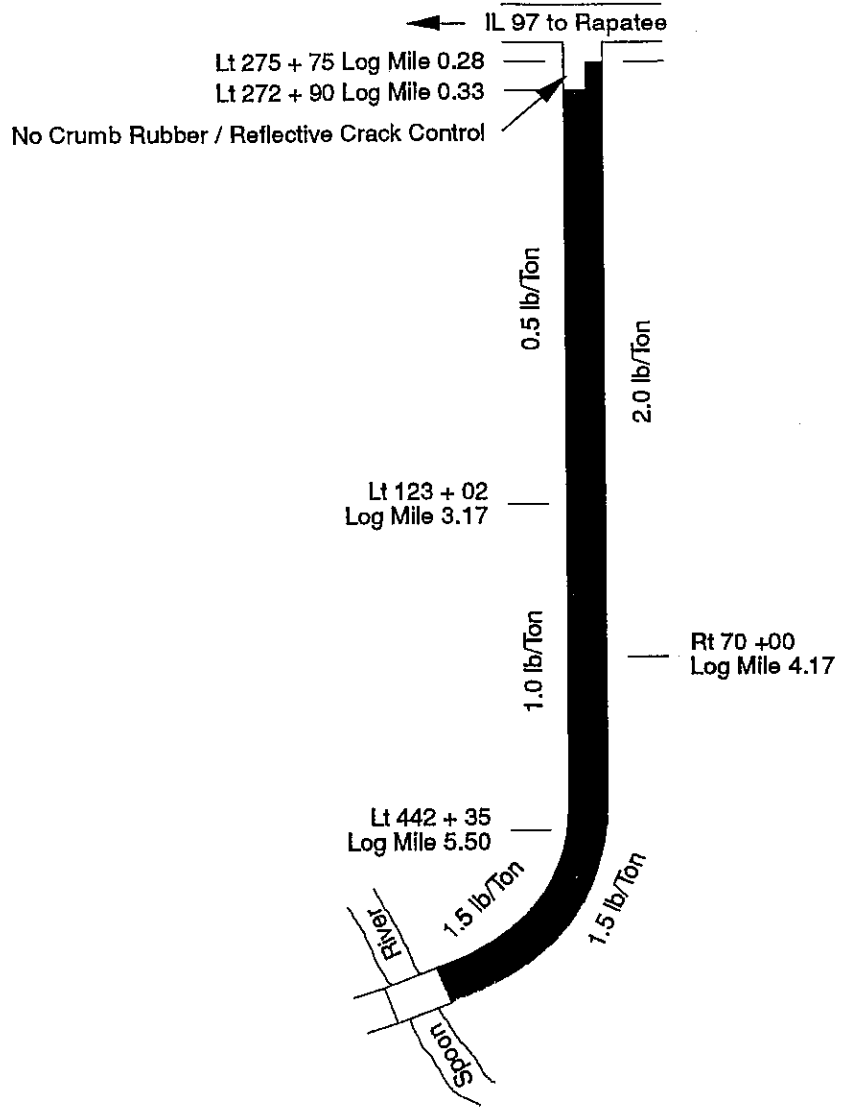 IL 97 to Rapatee
Lt 275 + 75 Log Mile 0.28
Lt 272 + 90 Log Mile 0.33
No Crumb Rubber / Reflective Crack Control
0.5 lb/Ton
2.0 lb/Ton
Lt 123 + 02
Log Mile 3.17
1.0 lb/Ton
Rt 70 +00
Log Mile 4.17
Lt 442 + 35
Log Mile 5.50
1.5 lb/Ton
1.5 lb/Ton
River
Spoon